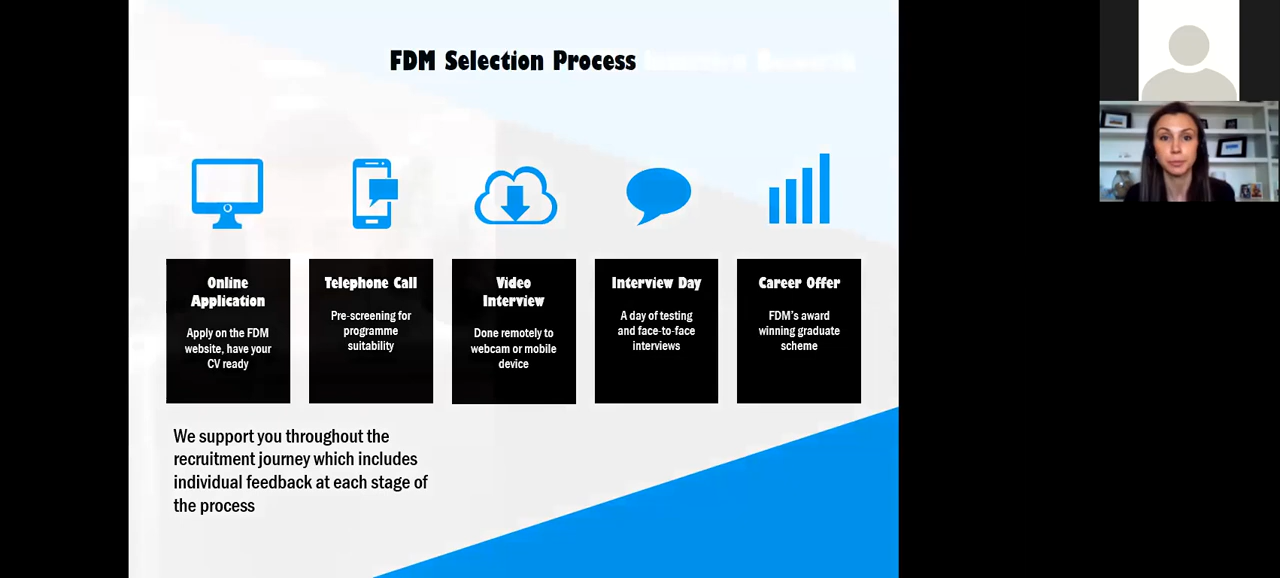 FDM Selection Process
Online
Application
Apply on the FDM
website, have your
CV ready
Telephone Call
Pre-screening for
programme
suitability
Video
Interview
Done remotely to
webcam or mobile
device
Interview Day
A day of testing
and face-to-face
interviews
Career Offer
FDM's award
winning graduate
scheme
We support you throughout the
recruitment journey which includes
individual feedback at each stage of
the process